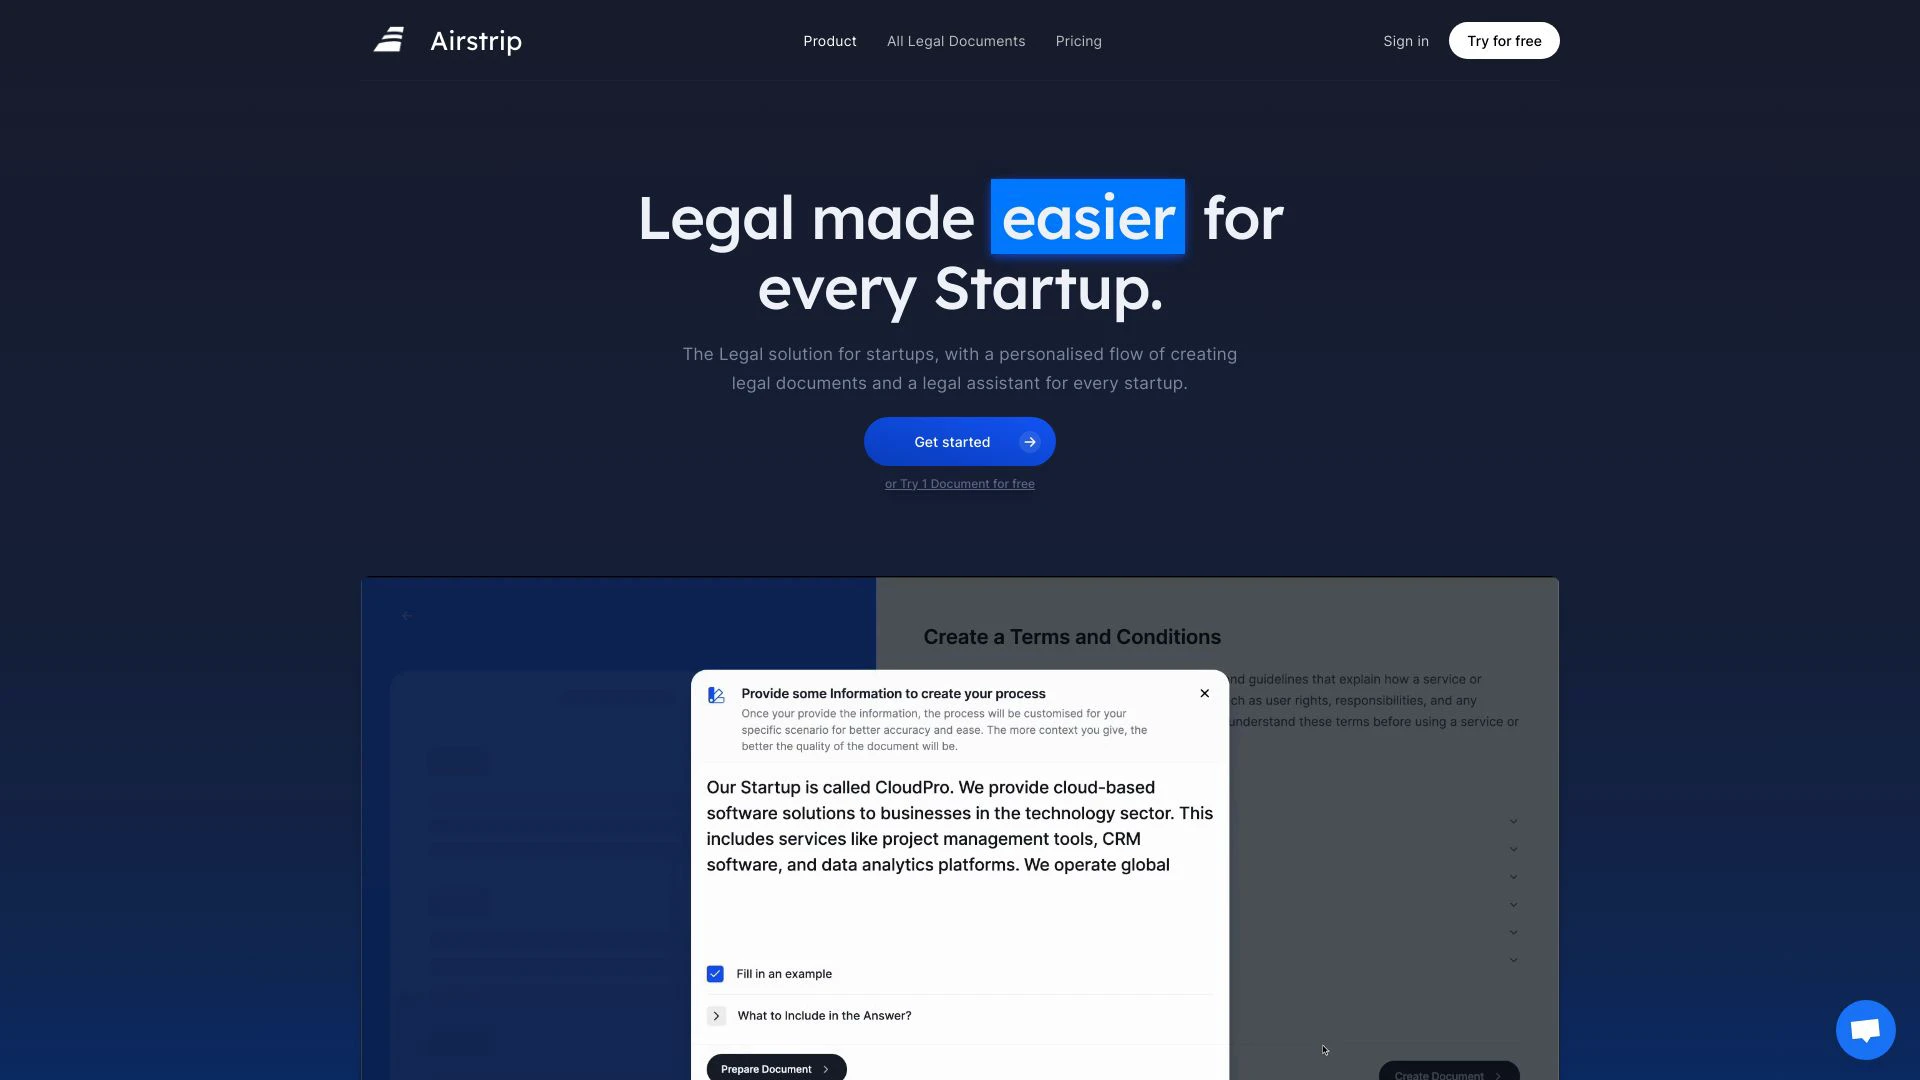 Airstrip
Product
All Legal Documents
Pricing
Sign in
Try for free
Legal made easier for
every Startup.
The Legal solution for startups, with a personalised flow of creating
legal documents and a legal assistant for every startup.
Get started
or Try 1 Document for free
Create a Terms and Conditions
nd guidelines that explain how a service or
ch as user rights, responsibilities, and any
understand these terms before using a service or
Provide some Information to create your process
Once your provide the information, the process will be customised for your
specific scenario for better accuracy and ease. The more context you give, the
better the quality of the document will be.
Our Startup is called CloudPro. We provide cloud-based
software solutions to businesses in the technology sector. This
includes services like project management tools, CRM
software, and data analytics platforms. We operate global
Fill in an example
What to Include in the Answer?
Prepare Document
Create Document